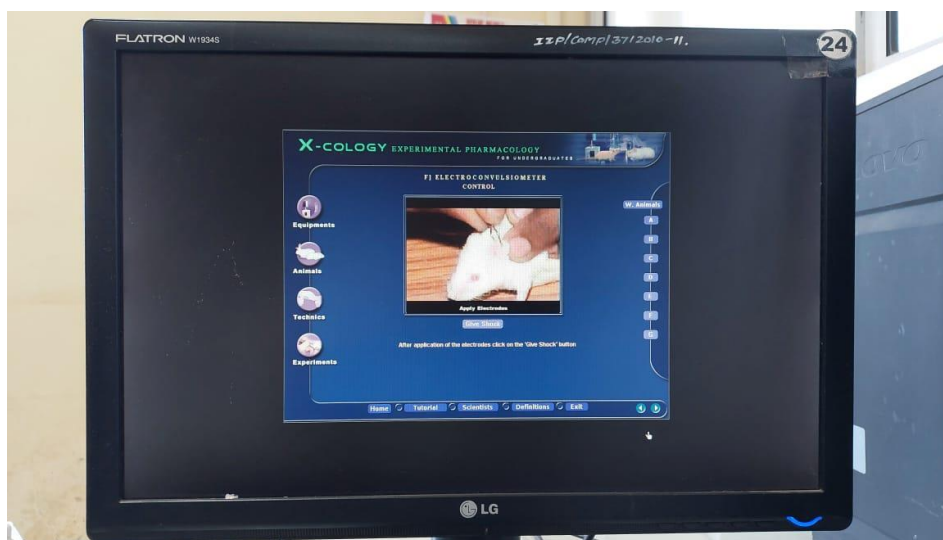 FLATRON W1934S
IIP/Comp/37/2010-11.
24
X-COLOGY EXPERIMENTAL PHARMACOLOGY
FOR UNDERGRADUATES
F] ELECTROCONVULSIOMETER
CONTROL
W. Animals
A
B
C
D
E
F
G
Equipments
Animals
Technics
Experiments
Apply Electrodes
Give Shock
After application of the electrodes click on the 'Give Shock' button
Home
Tutorial
Scientists
Definitions
Exit
LG